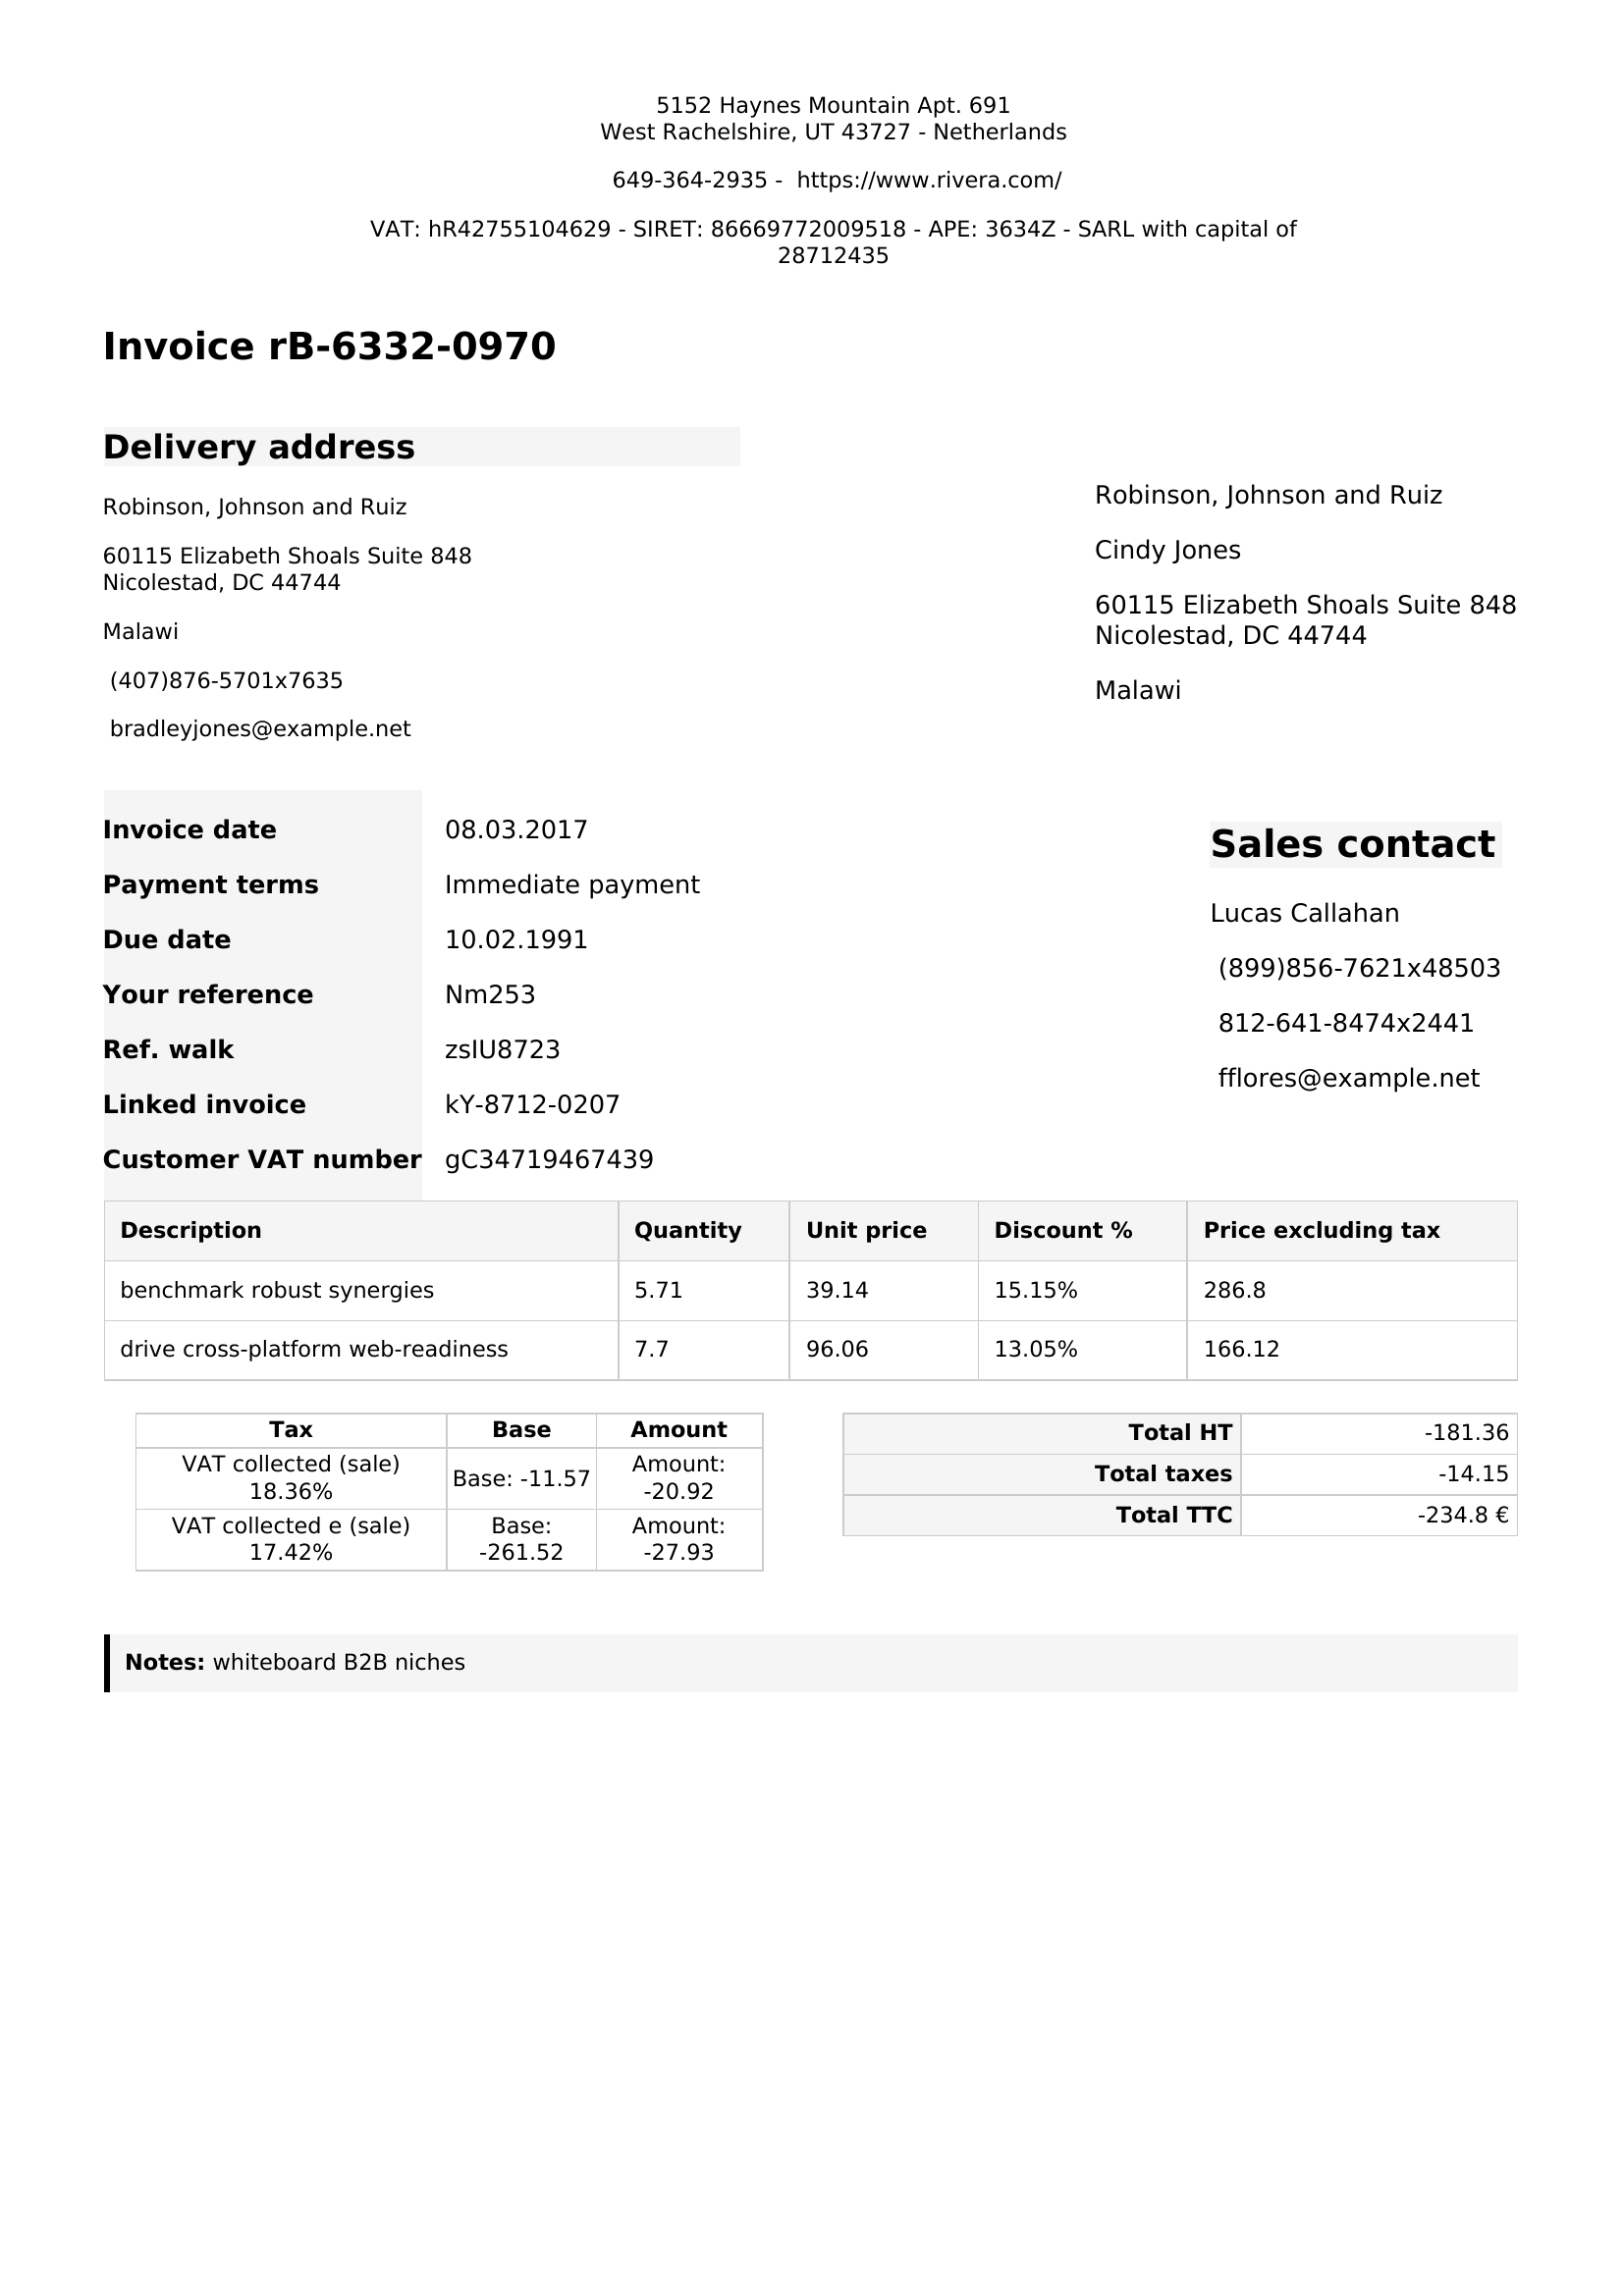 5152 Haynes Mountain Apt. 691
West Rachelshire, UT 43727 - Netherlands
649-364-2935 - https://www.rivera.com/
VAT: hR42755104629 - SIRET: 86669772009518 - APE: 3634Z - SARL with capital of
28712435
Invoice rB-6332-0970
Delivery address
Robinson, Johnson and Ruiz
60115 Elizabeth Shoals Suite 848
Nicolestad, DC 44744
Malawi
(407)876-5701x7635
bradleyjones@example.net
Robinson, Johnson and Ruiz
Cindy Jones
60115 Elizabeth Shoals Suite 848
Nicolestad, DC 44744
Malawi
Invoice date 08.03.2017
Payment terms Immediate payment
Due date 10.02.1991
Your reference Nm253
Ref. walk zsIU8723
Linked invoice kY-8712-0207
Customer VAT number gC34719467439
Sales contact
Lucas Callahan
(899)856-7621x48503
812-641-8474x2441
fflores@example.net
Description Quantity Unit price Discount % Price excluding tax
benchmark robust synergies 5.71 39.14 15.15% 286.8
drive cross-platform web-readiness 7.7 96.06 13.05% 166.12
Tax Base Amount
VAT collected (sale) 18.36% Base: -11.57 Amount: -20.92
VAT collected e (sale) 17.42% Base: -261.52 Amount: -27.93
Total HT -181.36
Total taxes -14.15
Total TTC -234.8 €
Notes: whiteboard B2B niches